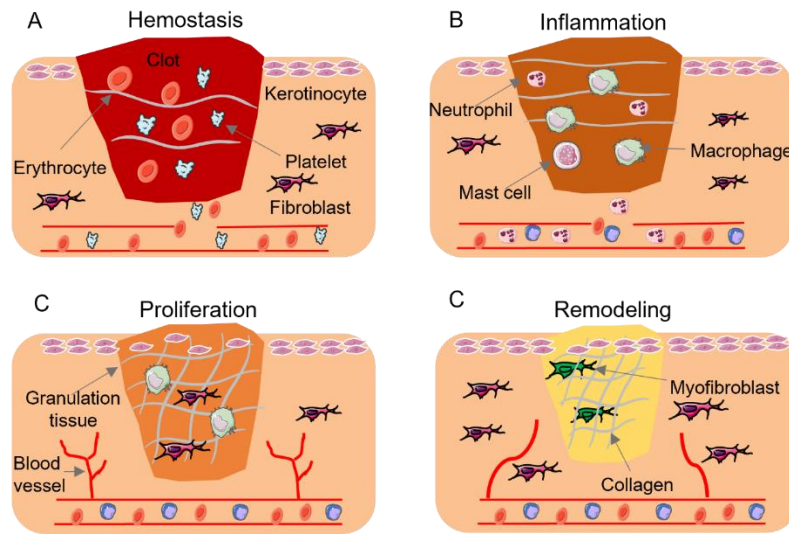 A
Hemostasis
Clot
Kerotinocyte
Erythrocyte
Platelet
Fibroblast
B
Inflammation
Neutrophil
Macrophage
Mast cell
C
Proliferation
Granulation
tissue
Blood
vessel
C
Remodeling
Myofibroblast
Collagen